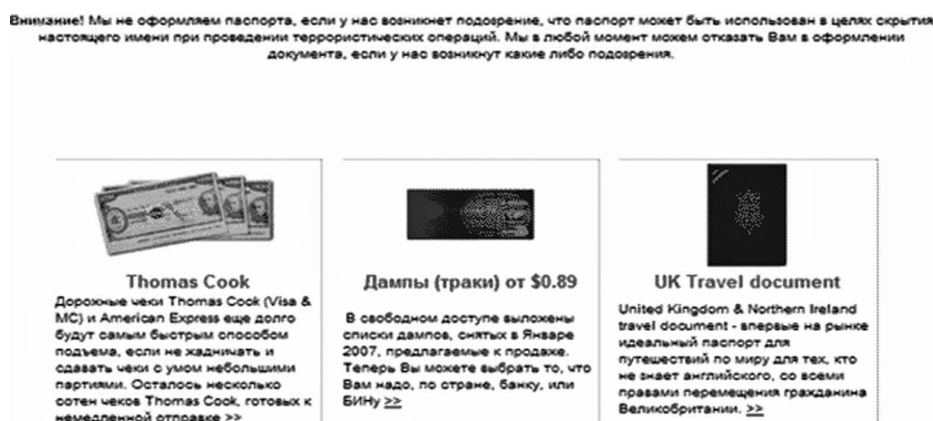 Внимание! Мы не оформляем паспорта, если у нас возникнет подозрение, что паспорт может быть использован в целях скрытия
настоящего имени при проведении террористических операций. Мы в любой момент можем отказать Вам в оформлении
документа, если у нас возникнут какие либо подозрения.
Thomas Cook
Дорожные чеки Thomas Cook (Visa &
MC) и American Express еще долго
будут самым быстрым способом
подъема, если не жадничать и
сдавать чеки с умом небольшими
партиями. Осталось несколько
сотен чеков Thomas Cook, готовых к
немедленной отправке >>
Дампы (траки) от $0.89
В свободном доступе выложены
списки дампов, снятых в Январе
2007, предлагаемые к продаже.
Теперь Вы можете выбрать то, что
Вам надо, по стране, банку, или
БИНу >>
UK Travel document
United Kingdom & Northern Ireland
travel document - впервые на рынке
идеальный паспорт для
путешествий по миру для тех, кто
не знает английского, со всеми
правами перемещения гражданина
Великобритании. >>